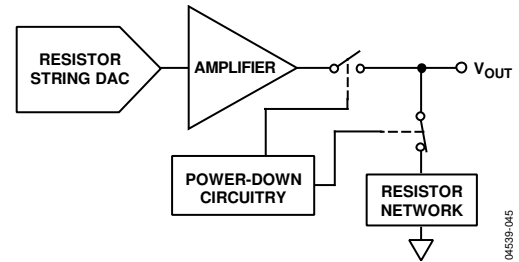 RESISTOR
STRING DAC
AMPLIFIER
VOUT
POWER-DOWN
CIRCUITRY
RESISTOR
NETWORK
04539-045